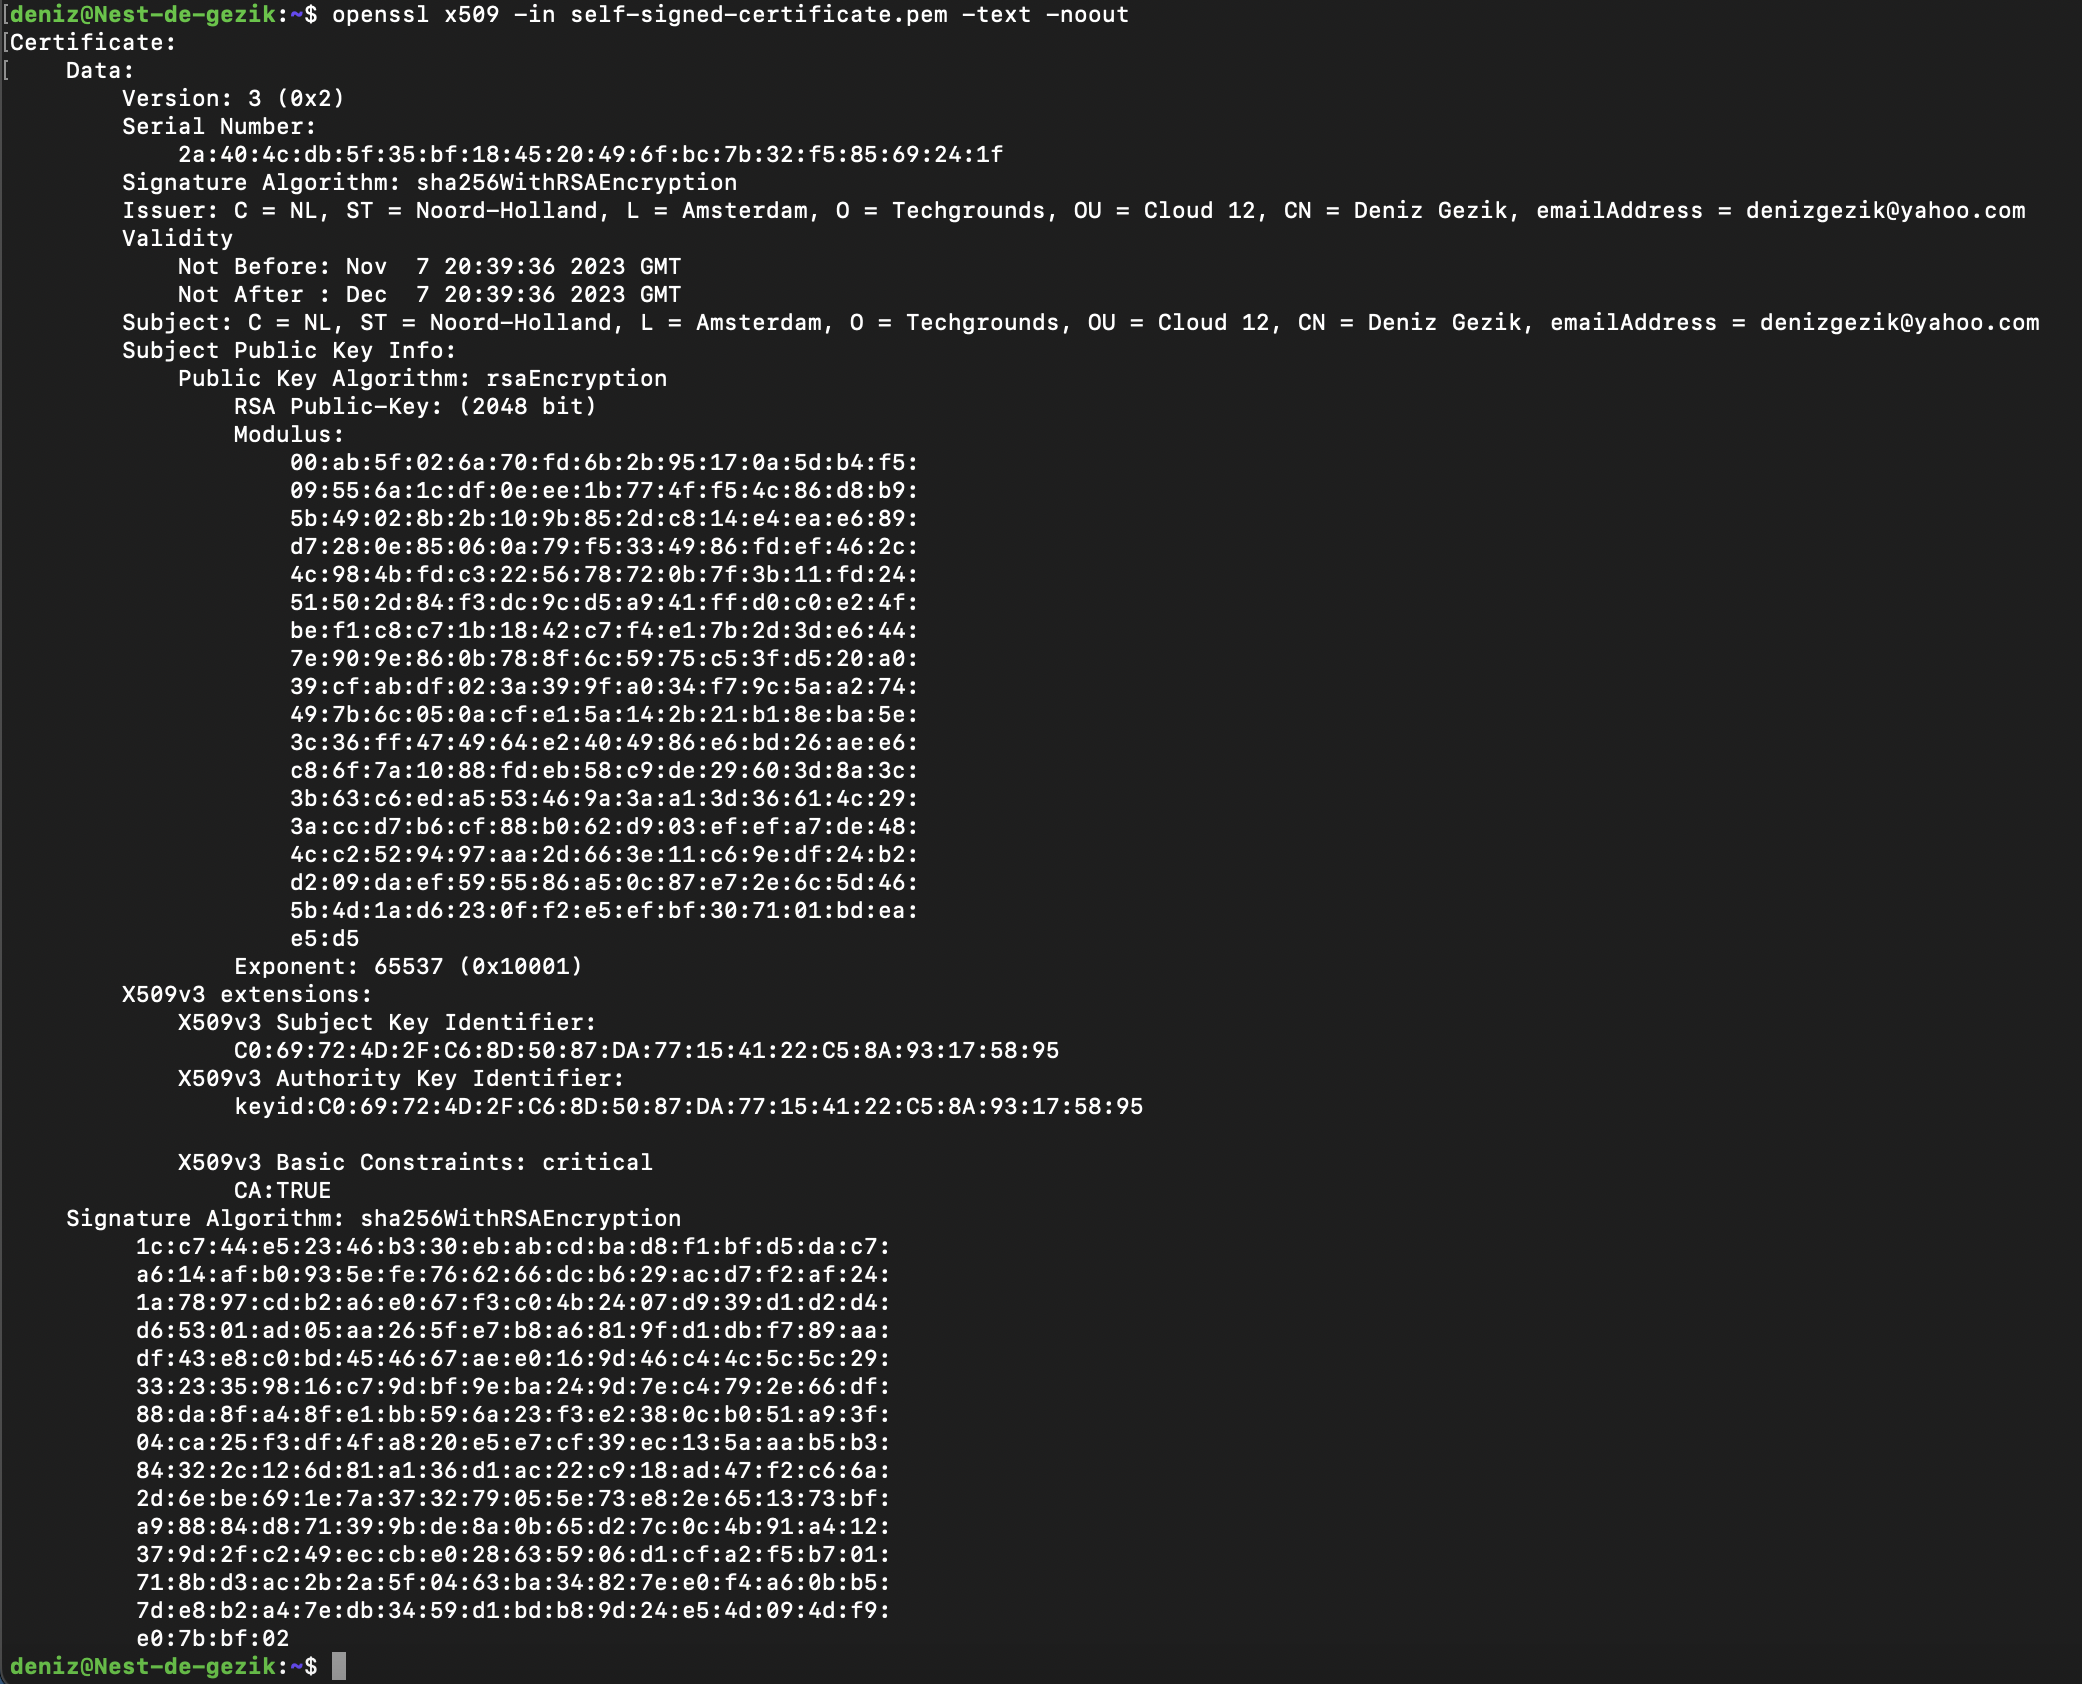 [deniz@Nest-de-gezik:~$ openssl x509 -in self-signed-certificate.pem -text -noout
[Certificate:
[    Data:
        Version: 3 (0x2)
        Serial Number:
            2a:40:4c:db:5f:35:bf:18:45:20:49:6f:bc:7b:32:f5:85:69:24:1f
        Signature Algorithm: sha256WithRSAEncryption
        Issuer: C = NL, ST = Noord-Holland, L = Amsterdam, O = Techgrounds, OU = Cloud 12, CN = Deniz Gezik, emailAddress = denizgezik@yahoo.com
        Validity
            Not Before: Nov  7 20:39:36 2023 GMT
            Not After : Dec  7 20:39:36 2023 GMT
        Subject: C = NL, ST = Noord-Holland, L = Amsterdam, O = Techgrounds, OU = Cloud 12, CN = Deniz Gezik, emailAddress = denizgezik@yahoo.com
        Subject Public Key Info:
            Public Key Algorithm: rsaEncryption
                RSA Public-Key: (2048 bit)
                Modulus:
                    00:ab:5f:02:6a:70:fd:6b:2b:95:17:0a:5d:b4:f5:
                    09:55:6a:1c:df:0e:ee:1b:77:4f:f5:4c:86:d8:b9:
                    5b:49:02:8b:2b:10:9b:85:2d:c8:14:e4:ea:e6:89:
                    d7:28:0e:85:06:0a:79:f5:33:49:86:fd:ef:46:2c:
                    4c:98:4b:fd:c3:22:56:78:72:0b:7f:3b:11:fd:24:
                    51:50:2d:84:f3:dc:9c:d5:a9:41:ff:d0:c0:e2:4f:
                    be:f1:c8:c7:1b:18:42:c7:f4:e1:7b:2d:3d:e6:44:
                    7e:90:9e:86:0b:78:8f:6c:59:75:c5:3f:d5:20:a0:
                    39:cf:ab:df:02:3a:39:9f:a0:34:f7:9c:5a:a2:74:
                    49:7b:6c:05:0a:cf:e1:5a:14:2b:21:b1:8e:ba:5e:
                    3c:36:ff:47:49:64:e2:40:49:86:e6:bd:26:ae:e6:
                    c8:6f:7a:10:88:fd:eb:58:c9:de:29:60:3d:8a:3c:
                    3b:63:c6:ed:a5:53:46:9a:3a:a1:3d:36:61:4c:29:
                    3a:cc:d7:b6:cf:88:b0:62:d9:03:ef:ef:a7:de:48:
                    4c:c2:52:94:97:aa:2d:66:3e:11:c6:9e:df:24:b2:
                    d2:09:da:ef:59:55:86:a5:0c:87:e7:2e:6c:5d:46:
                    5b:4d:1a:d6:23:0f:f2:e5:ef:bf:30:71:01:bd:ea:
                    e5:d5
                Exponent: 65537 (0x10001)
        X509v3 extensions:
            X509v3 Subject Key Identifier:
                C0:69:72:4D:2F:C6:8D:50:87:DA:77:15:41:22:C5:8A:93:17:58:95
            X509v3 Authority Key Identifier:
                keyid:C0:69:72:4D:2F:C6:8D:50:87:DA:77:15:41:22:C5:8A:93:17:58:95

            X509v3 Basic Constraints: critical
                CA:TRUE
    Signature Algorithm: sha256WithRSAEncryption
         1c:c7:44:e5:23:46:b3:30:eb:ab:cd:ba:d8:f1:bf:d5:da:c7:
         a6:14:af:b0:93:5e:fe:76:62:66:dc:b6:29:ac:d7:f2:af:24:
         1a:78:97:cd:b2:a6:e0:67:f3:c0:4b:24:07:d9:39:d1:d2:d4:
         d6:53:01:ad:05:aa:26:5f:e7:b8:a6:81:9f:d1:db:f7:89:aa:
         df:43:e8:c0:bd:45:46:67:ae:e0:16:9d:46:c4:4c:5c:5c:29:
         33:23:35:98:16:c7:9d:bf:9e:ba:24:9d:7e:c4:79:2e:66:df:
         88:da:8f:a4:8f:e1:bb:59:6a:23:f3:e2:38:0c:b0:51:a9:3f:
         04:ca:25:f3:df:4f:a8:20:e5:e7:cf:39:ec:13:5a:aa:b5:b3:
         84:32:2c:12:6d:81:a1:36:d1:ac:22:c9:18:ad:47:f2:c6:6a:
         2d:6e:be:69:1e:7a:37:32:79:05:5e:73:e8:2e:65:13:73:bf:
         a9:88:84:d8:71:39:9b:de:8a:0b:65:d2:7c:0c:4b:91:a4:12:
         37:9d:2f:c2:49:ec:cb:e0:28:63:59:06:d1:cf:a2:f5:b7:01:
         71:8b:d3:ac:2b:2a:5f:04:63:ba:34:82:7e:e0:f4:a6:0b:b5:
         7d:e8:b2:a4:7e:db:34:59:d1:bd:b8:9d:24:e5:4d:09:4d:f9:
         e0:7b:bf:02
deniz@Nest-de-gezik:~$